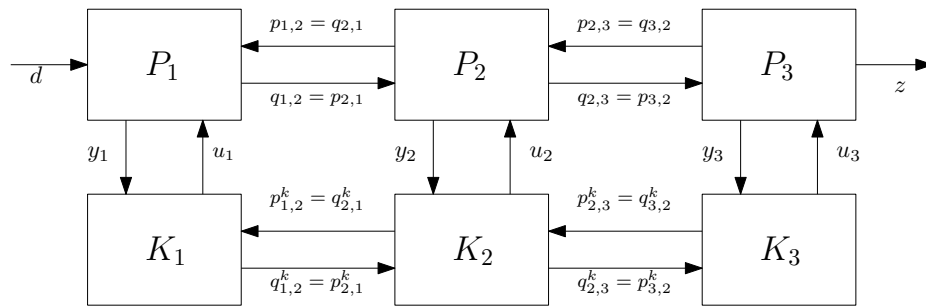 p_{1,2} = q_{2,1}
p_{2,3} = q_{3,2}
P_1
P_2
P_3
d
q_{1,2} = p_{2,1}
q_{2,3} = p_{3,2}
z
y_1
u_1
y_2
u_2
y_3
u_3
p^k_{1,2} = q^k_{2,1}
p^k_{2,3} = q^k_{3,2}
K_1
K_2
K_3
q^k_{1,2} = p^k_{2,1}
q^k_{2,3} = p^k_{3,2}